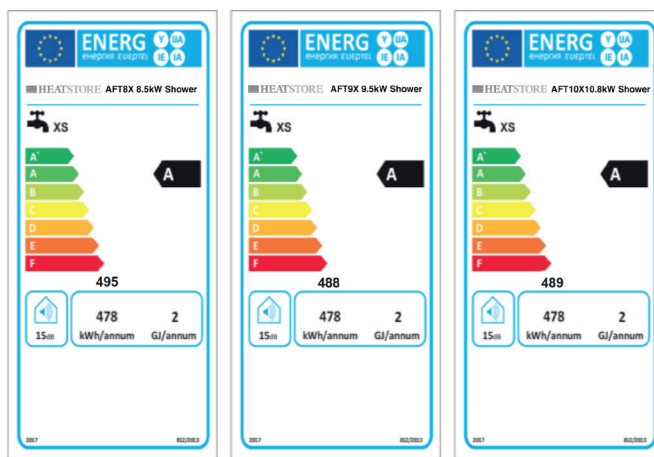 ENERG Y UA
енергия ενεργεια IE IA
HEATSTORE AFT8X 8.5kW Shower
XS
A+
A
B
C
D
E
F
A
495
15dB
478 kWh/annum
2 GJ/annum
2017 812/2013
ENERG Y UA
енергия ενεργεια IE IA
HEATSTORE AFT9X 9.5kW Shower
XS
A+
A
B
C
D
E
F
A
488
15dB
478 kWh/annum
2 GJ/annum
2017 812/2013
ENERG Y UA
енергия ενεργεια IE IA
HEATSTORE AFT10X10.8kW Shower
XS
A+
A
B
C
D
E
F
A
489
15dB
478 kWh/annum
2 GJ/annum
2017 812/2013